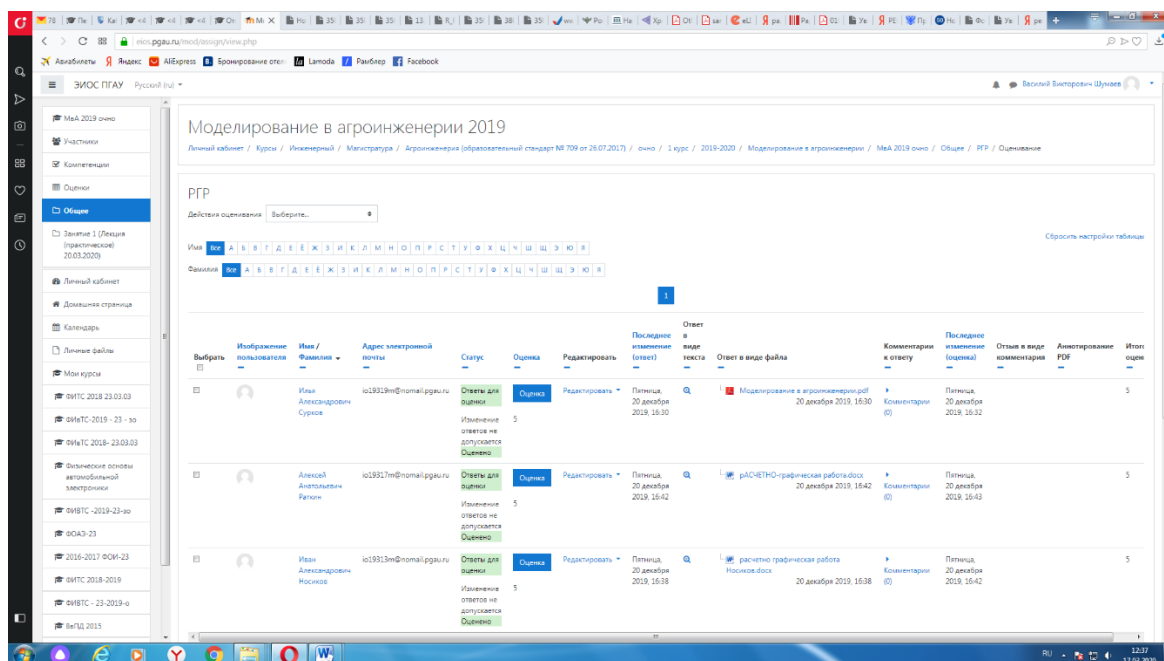 eios.pgau.ru/mod/assign/view.php
Авиабилеты Яндекс AliExpress Бронирование отел Lamoda Рамблер Facebook
ЭИОС ПГАУ Русский (ru)
Василий Викторович Шумаев
МвА 2019 очно
Участники
Компетенции
Оценки
Общее
Занятие 1 (Лекция
(практическое)
20.03.2020)
Личный кабинет
Домашняя страница
Календарь
Личные файлы
Мои курсы
ФИТС 2018 23.03.03
ФИвТС-2019 - 23 - зо
ФИвТС 2018- 23.03.03
Физические основы
автомобильной
электроники
ФИВТС -2019-23-зо
ФОАЭ-23
2016-2017 ФОИ-23
ФИТС 2018-2019
ФИВТС - 23-2019-о
ВвПД 2015
Моделирование в агроинженерии 2019
Личный кабинет / Курсы / Инженерный / Магистратура / Агроинженерия (образовательный стандарт № 709 от 26.07.2017) / очно / 1 курс / 2019-2020 / Моделирование в агроинженерии / МвА 2019 очно / Общее / РГР / Оценивание
РГР
Действия оценивания Выберите...
Сбросить настройки таблицы
Имя Все А Б В Г Д Е Ё Ж З И К Л М Н О П Р С Т У Ф Х Ц Ч Ш Щ Э Ю Я
Фамилия Все А Б В Г Д Е Ё Ж З И К Л М Н О П Р С Т У Ф Х Ц Ч Ш Щ Э Ю Я
1
Выбрать
Изображение
пользователя
Имя /
Фамилия
Адрес электронной
почты
Статус
Оценка
Редактировать
Последнее
изменение
(ответ)
Ответ
в
виде
текста
Ответ в виде файла
Комментарии
к ответу
Последнее
изменение
(оценка)
Отзыв в виде
комментария
Аннотирование
PDF
Итого
оцен
Илья
Александрович
Сурков
io19319m@nomail.pgau.ru
Ответы для
оценки
Изменение
ответов не
допускается
Оценено
Оценка
5
Редактировать
Пятница,
20 декабря
2019, 16:30
Моделирование в агроинженерии.pdf
20 декабря 2019, 16:30
Комментарии
(0)
Пятница,
20 декабря
2019, 16:32
5
Алексей
Анатольевич
Раткин
io19317m@nomail.pgau.ru
Ответы для
оценки
Изменение
ответов не
допускается
Оценено
Оценка
5
Редактировать
Пятница,
20 декабря
2019, 16:42
рАСЧЕТНО-графическая работа.docx
20 декабря 2019, 16:42
Комментарии
(0)
Пятница,
20 декабря
2019, 16:43
5
Иван
Александрович
Носиков
io19313m@nomail.pgau.ru
Ответы для
оценки
Изменение
ответов не
допускается
Оценено
Оценка
5
Редактировать
Пятница,
20 декабря
2019, 16:38
расчетно графическая работа
Носиков.docx
20 декабря 2019, 16:38
Комментарии
(0)
Пятница,
20 декабря
2019, 16:42
5
RU
12:37
17.03.2020